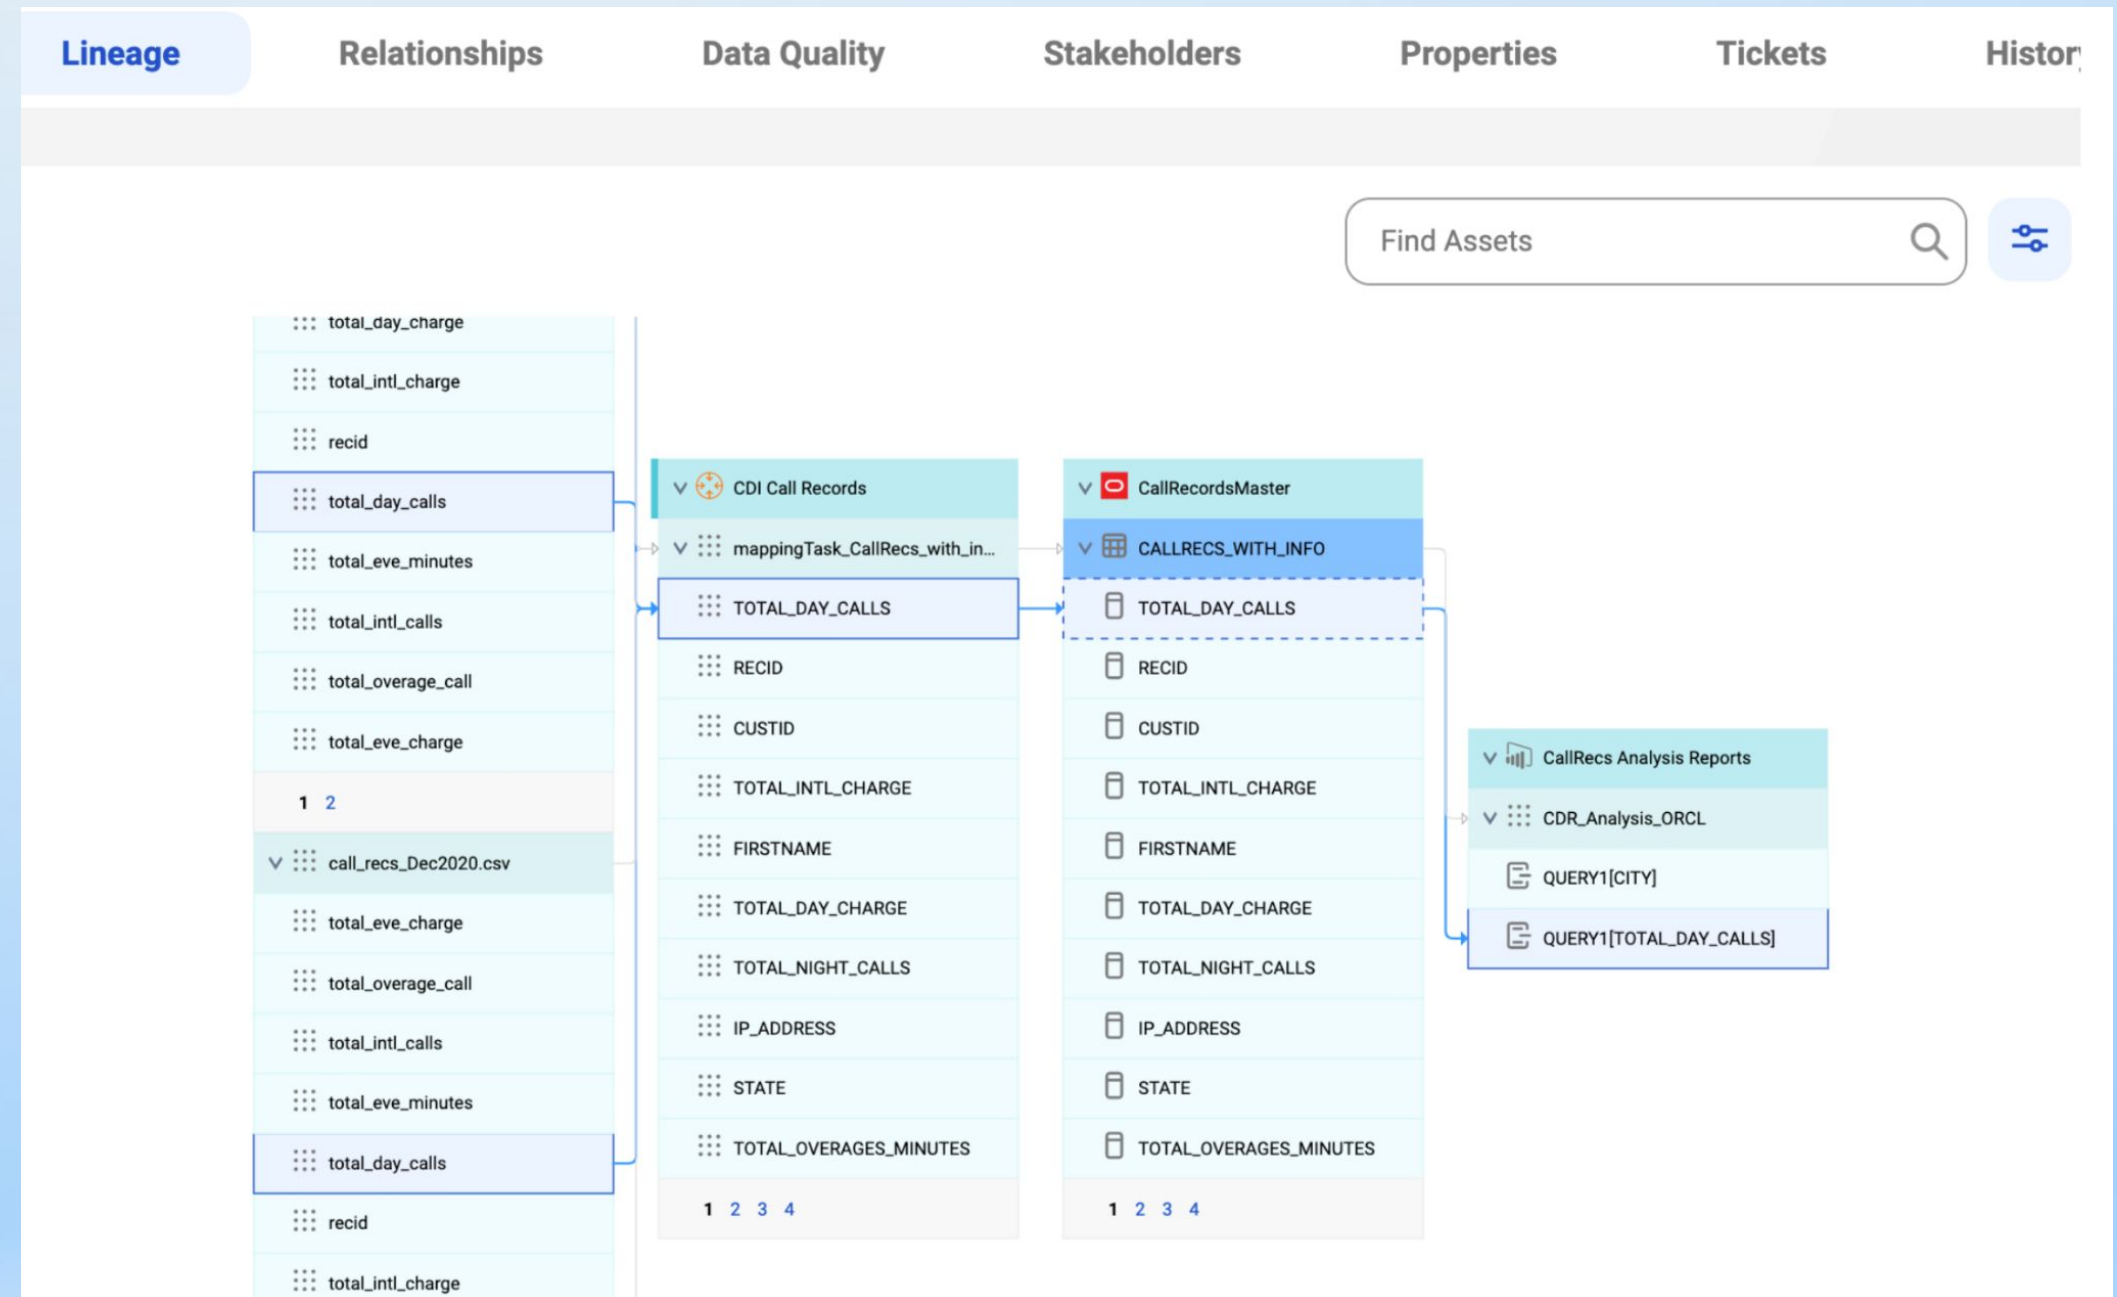 Lineage
Relationships
Data Quality
Stakeholders
Properties
Tickets
History
Find Assets
total_day_charge
total_intl_charge
recid
total_day_calls
total_eve_minutes
total_intl_calls
total_overage_call
total_eve_charge
1 2
call_recs_Dec2020.csv
total_eve_charge
total_overage_call
total_intl_calls
total_eve_minutes
total_day_calls
recid
total_intl_charge
CDI Call Records
mappingTask_CallRecs_with_in...
TOTAL_DAY_CALLS
RECID
CUSTID
TOTAL_INTL_CHARGE
FIRSTNAME
TOTAL_DAY_CHARGE
TOTAL_NIGHT_CALLS
IP_ADDRESS
STATE
TOTAL_OVERAGES_MINUTES
1 2 3 4
CallRecordsMaster
CALLRECS_WITH_INFO
TOTAL_DAY_CALLS
RECID
CUSTID
TOTAL_INTL_CHARGE
FIRSTNAME
TOTAL_DAY_CHARGE
TOTAL_NIGHT_CALLS
IP_ADDRESS
STATE
TOTAL_OVERAGES_MINUTES
1 2 3 4
CallRecs Analysis Reports
CDR_Analysis_ORCL
QUERY1[CITY]
QUERY1[TOTAL_DAY_CALLS]